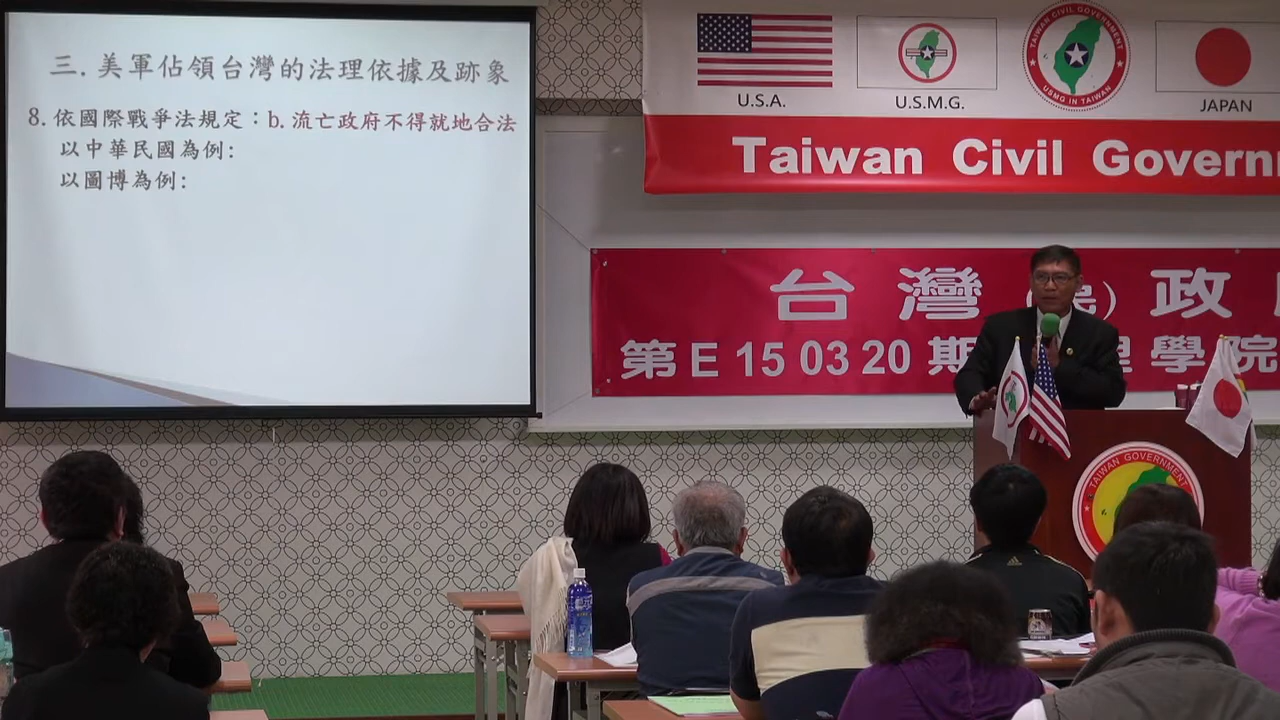 三. 美軍佔領台灣的法理依據及跡象
8. 依國際戰爭法規定：b. 流亡政府不得就地合法
以中華民國為例:
以圖博為例:
U.S.A.
U.S.M.G.
TAIWAN CIVIL GOVERNMENT
USMG IN TAIWAN
JAPAN
Taiwan Civil Govern
台灣(民)政
第E 15 03 20 期 理學院
TAIWAN GOVERNMENT